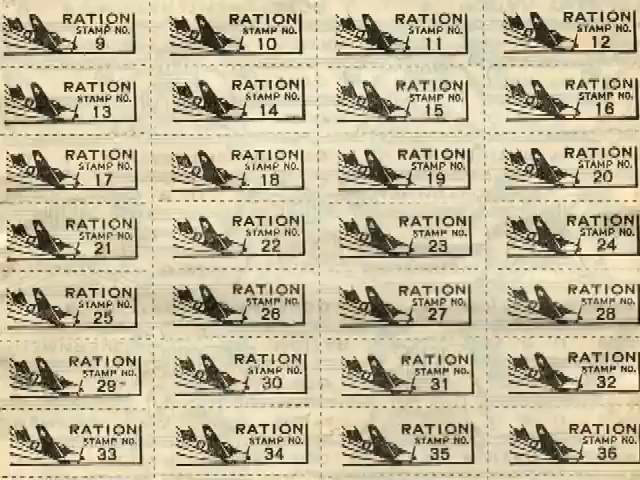 RATION
STAMP NO.
9
RATION
STAMP NO.
10
RATION
STAMP NO.
11
RATION
STAMP NO.
12
RATION
STAMP NO.
13
RATION
STAMP NO.
14
RATION
STAMP NO.
15
RATION
STAMP NO.
16
RATION
STAMP NO.
17
RATION
STAMP NO.
18
RATION
STAMP NO.
19
RATION
STAMP NO.
20
RATION
STAMP NO.
21
RATION
STAMP NO.
22
RATION
STAMP NO.
23
RATION
STAMP NO.
24
RATION
STAMP NO.
25
RATION
STAMP NO.
26
RATION
STAMP NO.
27
RATION
STAMP NO.
28
RATION
STAMP NO.
29
RATION
STAMP NO.
30
RATION
STAMP NO.
31
RATION
STAMP NO.
32
RATION
STAMP NO.
33
RATION
STAMP NO.
34
RATION
STAMP NO.
35
RATION
STAMP NO.
36